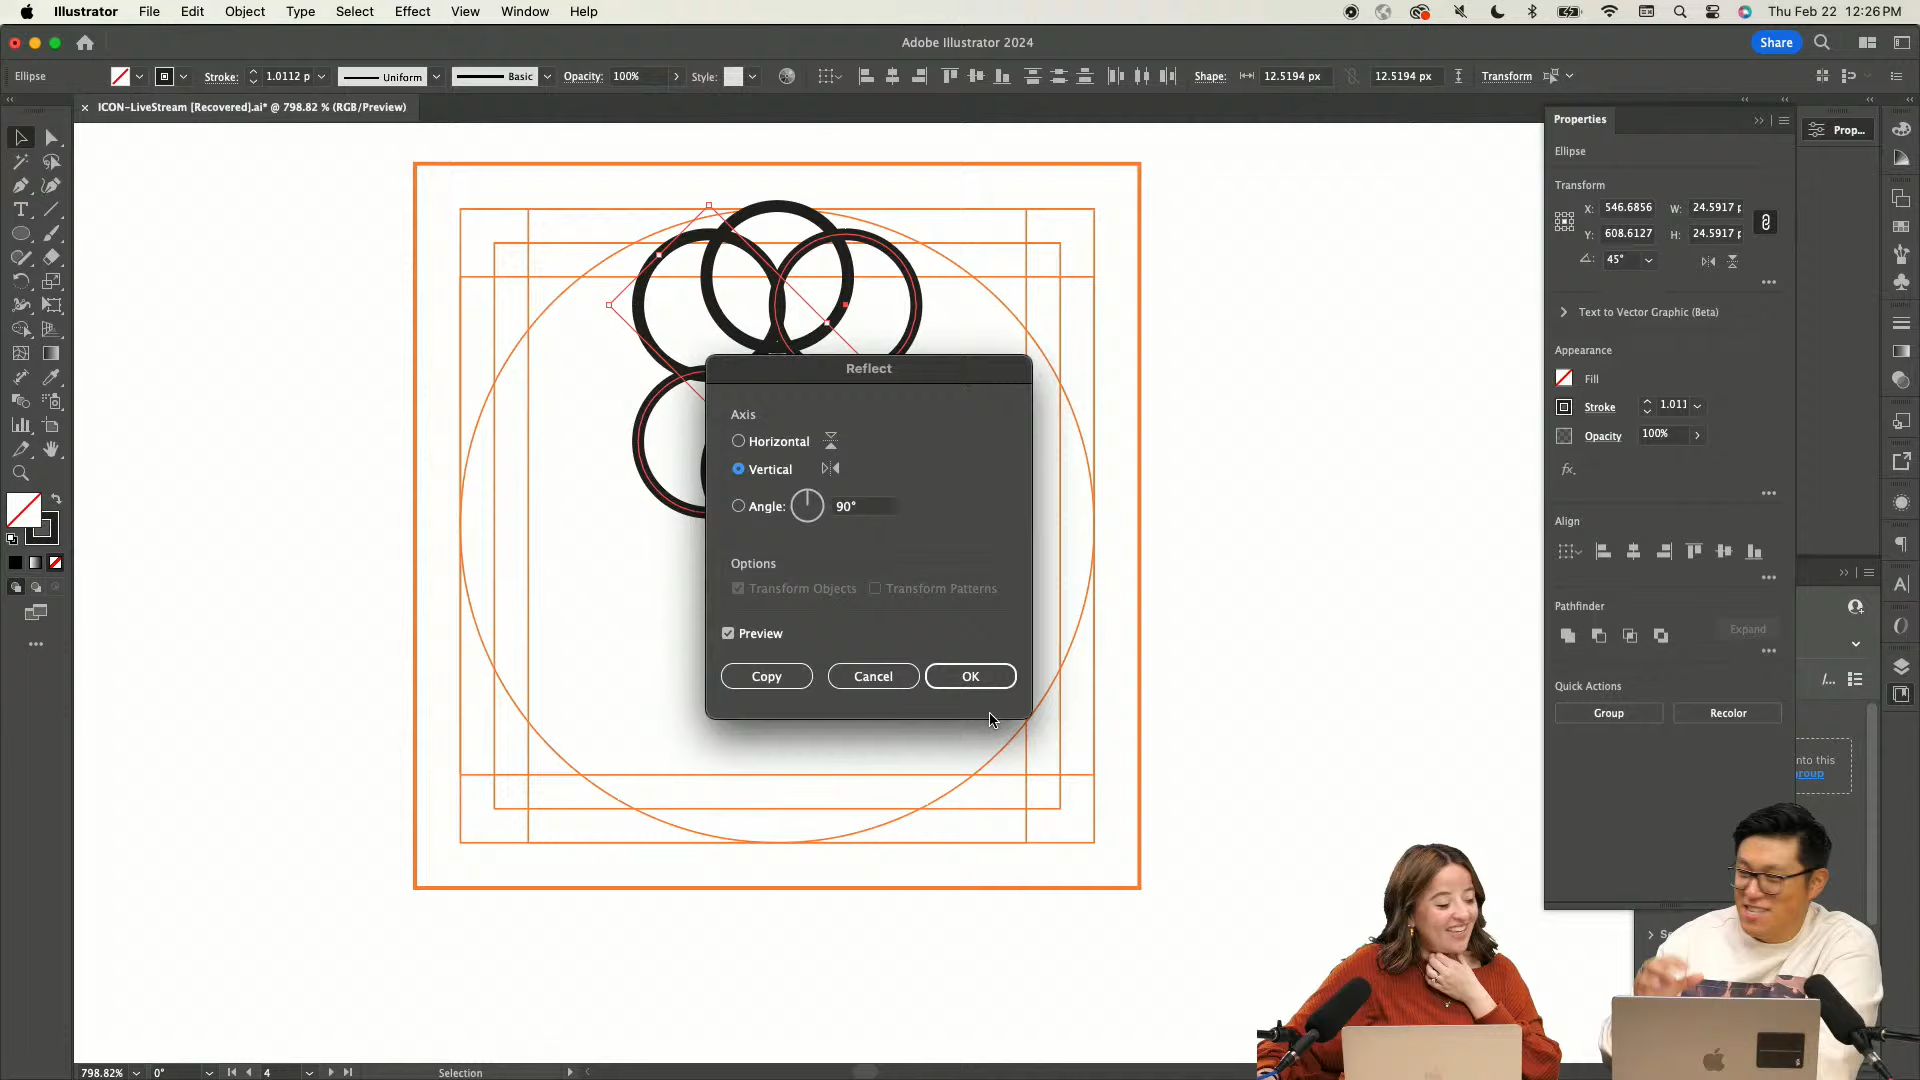 Illustrator File Edit Object Type Select Effect View Window Help
Thu Feb 22 12:26 PM
Adobe Illustrator 2024
Share
Ellipse
Stroke: 1.0112 p
Uniform
Basic
Opacity: 100%
Style:
Shape: 12.5194 px 12.5194 px
Transform
× ICON-LiveStream [Recovered].ai* @ 798.82 % (RGB/Preview)
Properties
Prop...
Ellipse
Transform
X: 546.6856 W: 24.5917 p
Y: 608.6127 H: 24.5917 p
45°
Text to Vector Graphic (Beta)
Appearance
Fill
Stroke 1.011
Opacity 100%
fx.
Align
Pathfinder
Expand
Quick Actions
Group Recolor
Reflect
Axis
Horizontal
Vertical
Angle: 90°
Options
Transform Objects Transform Patterns
Preview
Copy Cancel OK
nto this
group
798.82% 0° 4 Selection